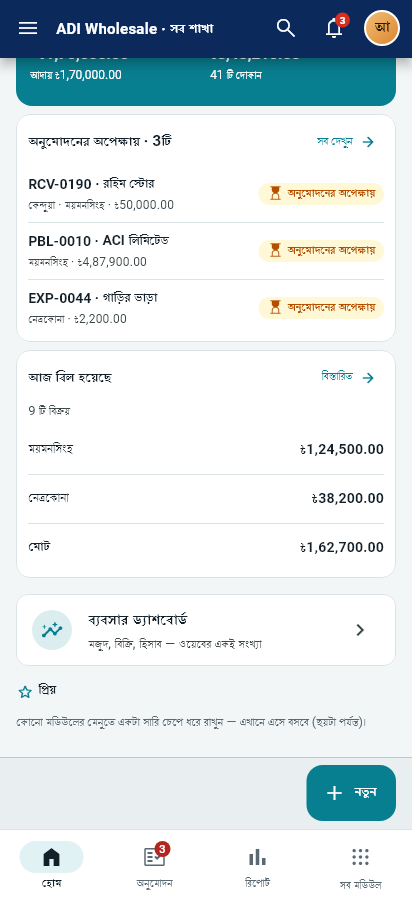 ADI Wholesale · সব শাখা
3
আ
আদায় ৳1,70,000.00
41 টি দোকান
অনুমোদনের অপেক্ষায় · 3টি
সব দেখুন
RCV-0190 · রহিম স্টোর
কেন্দুয়া · ময়মনসিংহ · ৳50,000.00
অনুমোদনের অপেক্ষায়
PBL-0010 · ACI লিমিটেড
ময়মনসিংহ · ৳4,87,900.00
অনুমোদনের অপেক্ষায়
EXP-0044 · গাড়ির ভাড়া
নেত্রকোনা · ৳2,200.00
অনুমোদনের অপেক্ষায়
আজ বিল হয়েছে
বিস্তারিত
9 টি বিক্রয়
ময়মনসিংহ ৳1,24,500.00
নেত্রকোনা ৳38,200.00
মোট ৳1,62,700.00
ব্যবসার ড্যাশবোর্ড
মজুদ, বিক্রি, হিসাব — ওয়েবের একই সংখ্যা
প্রিয়
কোনো মডিউলের মেনুতে একটা সারি চেপে ধরে রাখুন — এখানে এসে বসবে (ছয়টা পর্যন্ত)।
নতুন
3
হোম
অনুমোদন
রিপোর্ট
সব মডিউল